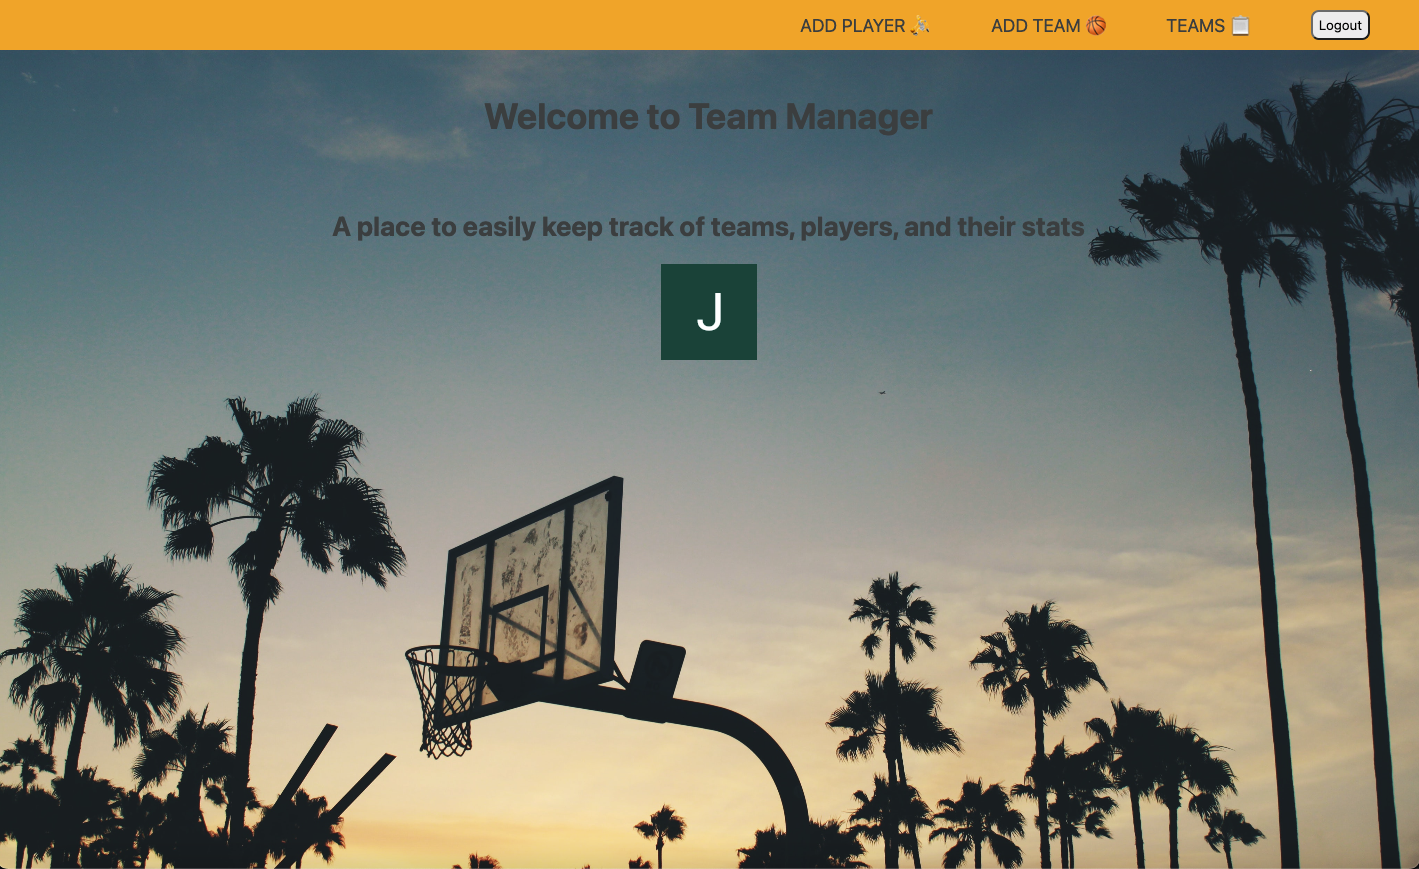 ADD PLAYER ⛹️ ADD TEAM 🏀 TEAMS 📋 Logout
Welcome to Team Manager
A place to easily keep track of teams, players, and their stats
J